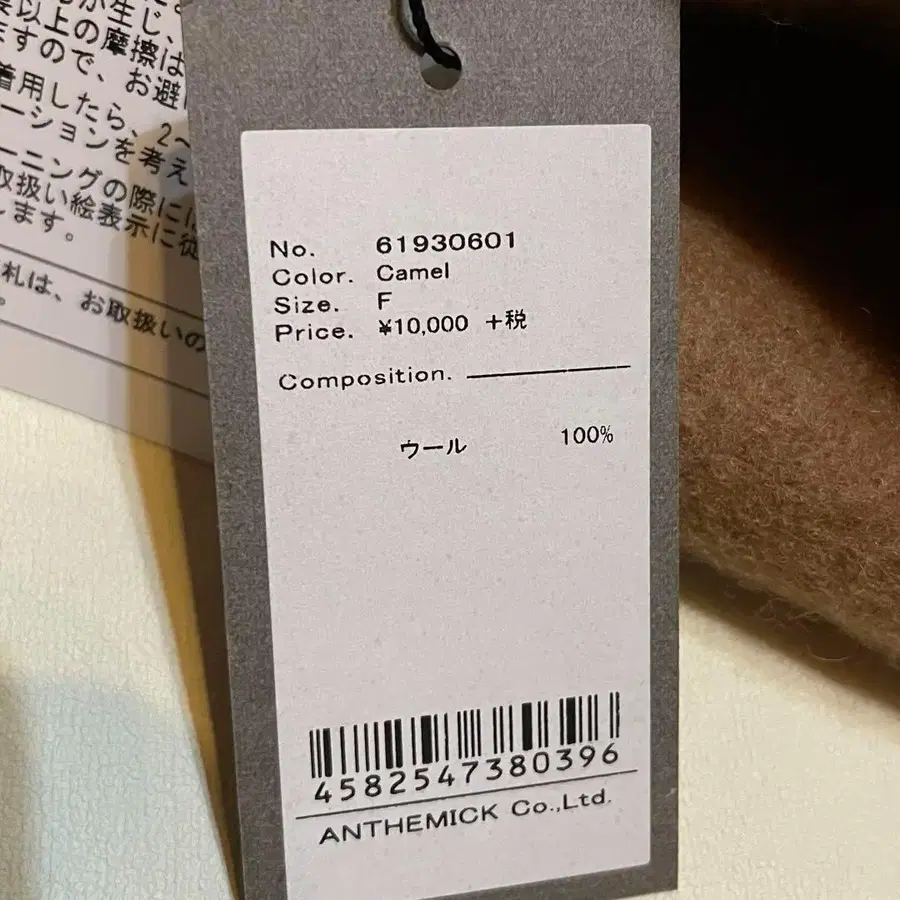 が生じ、
以上の摩擦は
ますので、お避け
着用したら、2〜
ーションを考え
ーニングの際には
取扱い絵表示に従
します。
札は、お取扱いの
No. 61930601
Color. Camel
Size. F
Price. ¥10,000 +税
Composition.
ウール 100%
4582547380396
ANTHEMICK Co.,Ltd.